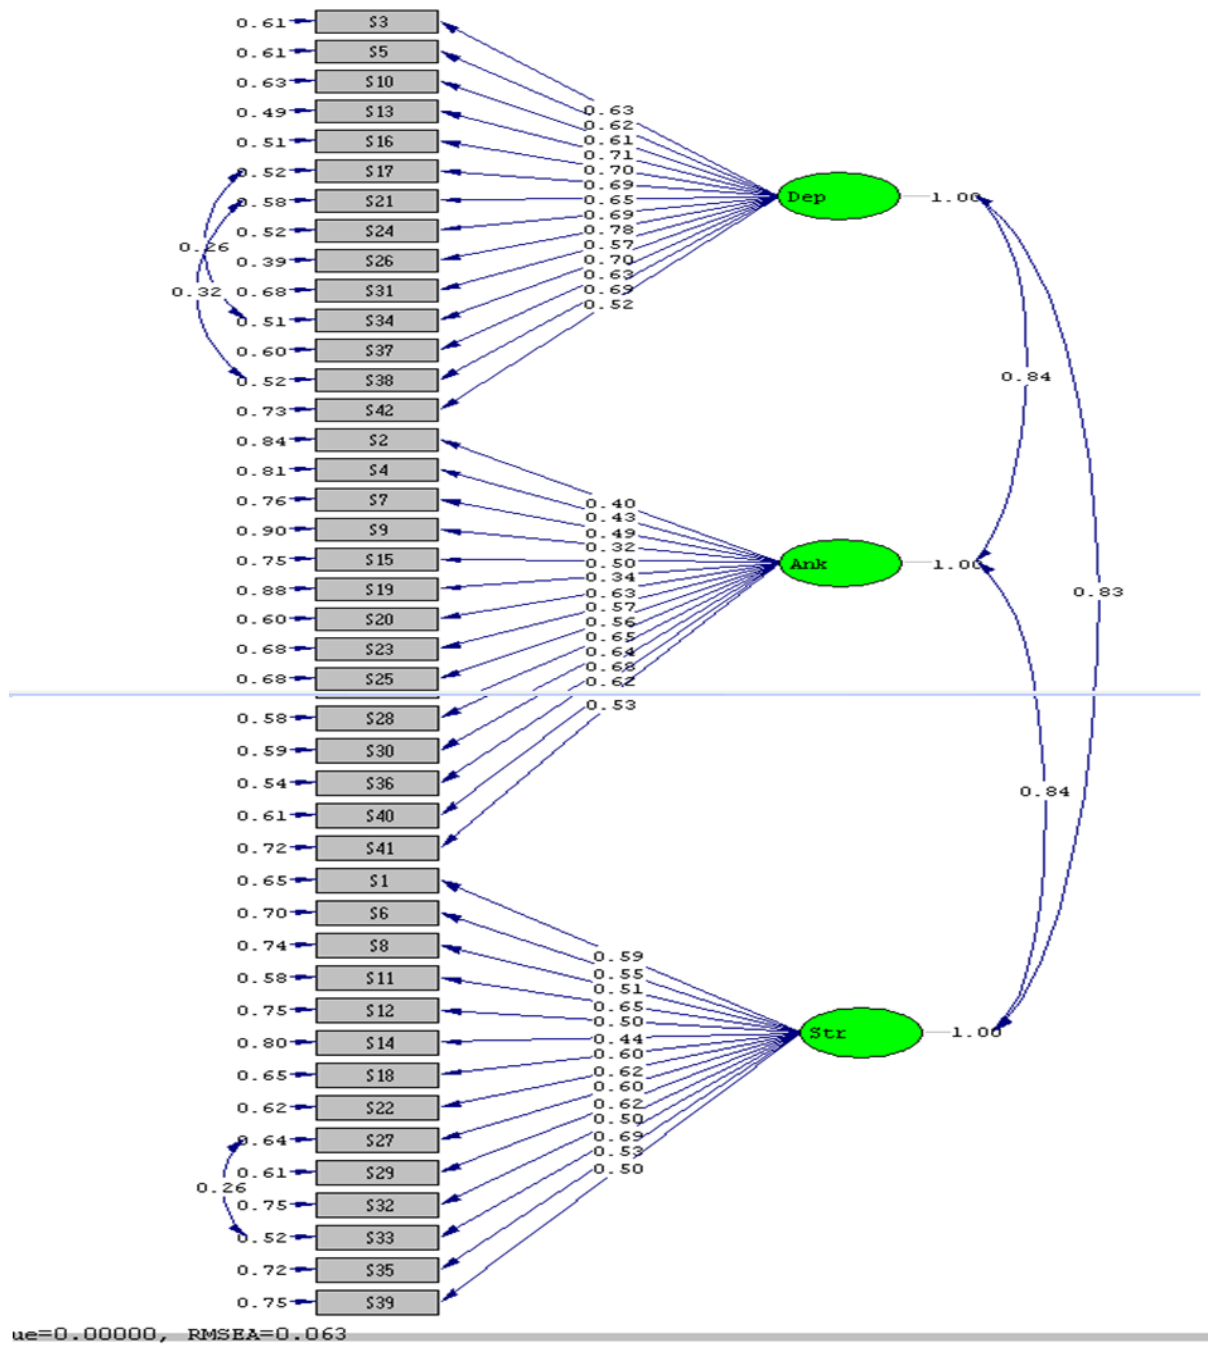 0.61 S3
0.61 S5
0.63 S10
0.49 S13
0.51 S16
0.52 S17
0.58 S21
0.52 S24
0.39 S26
0.68 S31
0.51 S34
0.60 S37
0.52 S38
0.73 S42
0.84 S2
0.81 S4
0.76 S7
0.90 S9
0.75 S15
0.88 S19
0.60 S20
0.68 S23
0.68 S25
0.58 S28
0.59 S30
0.54 S36
0.61 S40
0.72 S41
0.65 S1
0.70 S6
0.74 S8
0.58 S11
0.75 S12
0.80 S14
0.65 S18
0.62 S22
0.64 S27
0.61 S29
0.75 S32
0.52 S33
0.72 S35
0.75 S39
0.26
0.32
0.26
0.63
0.62
0.61
0.71
0.70
0.69
0.65
0.69
0.78
0.57
0.70
0.63
0.69
0.52
Dep 1.00
0.40
0.43
0.49
0.32
0.50
0.34
0.63
0.57
0.56
0.65
0.64
0.68
0.62
0.53
Ank 1.00
0.59
0.55
0.51
0.65
0.50
0.44
0.60
0.62
0.60
0.62
0.50
0.69
0.53
0.50
Str 1.00
0.84
0.83
0.84
ue=0.00000, RMSEA=0.063